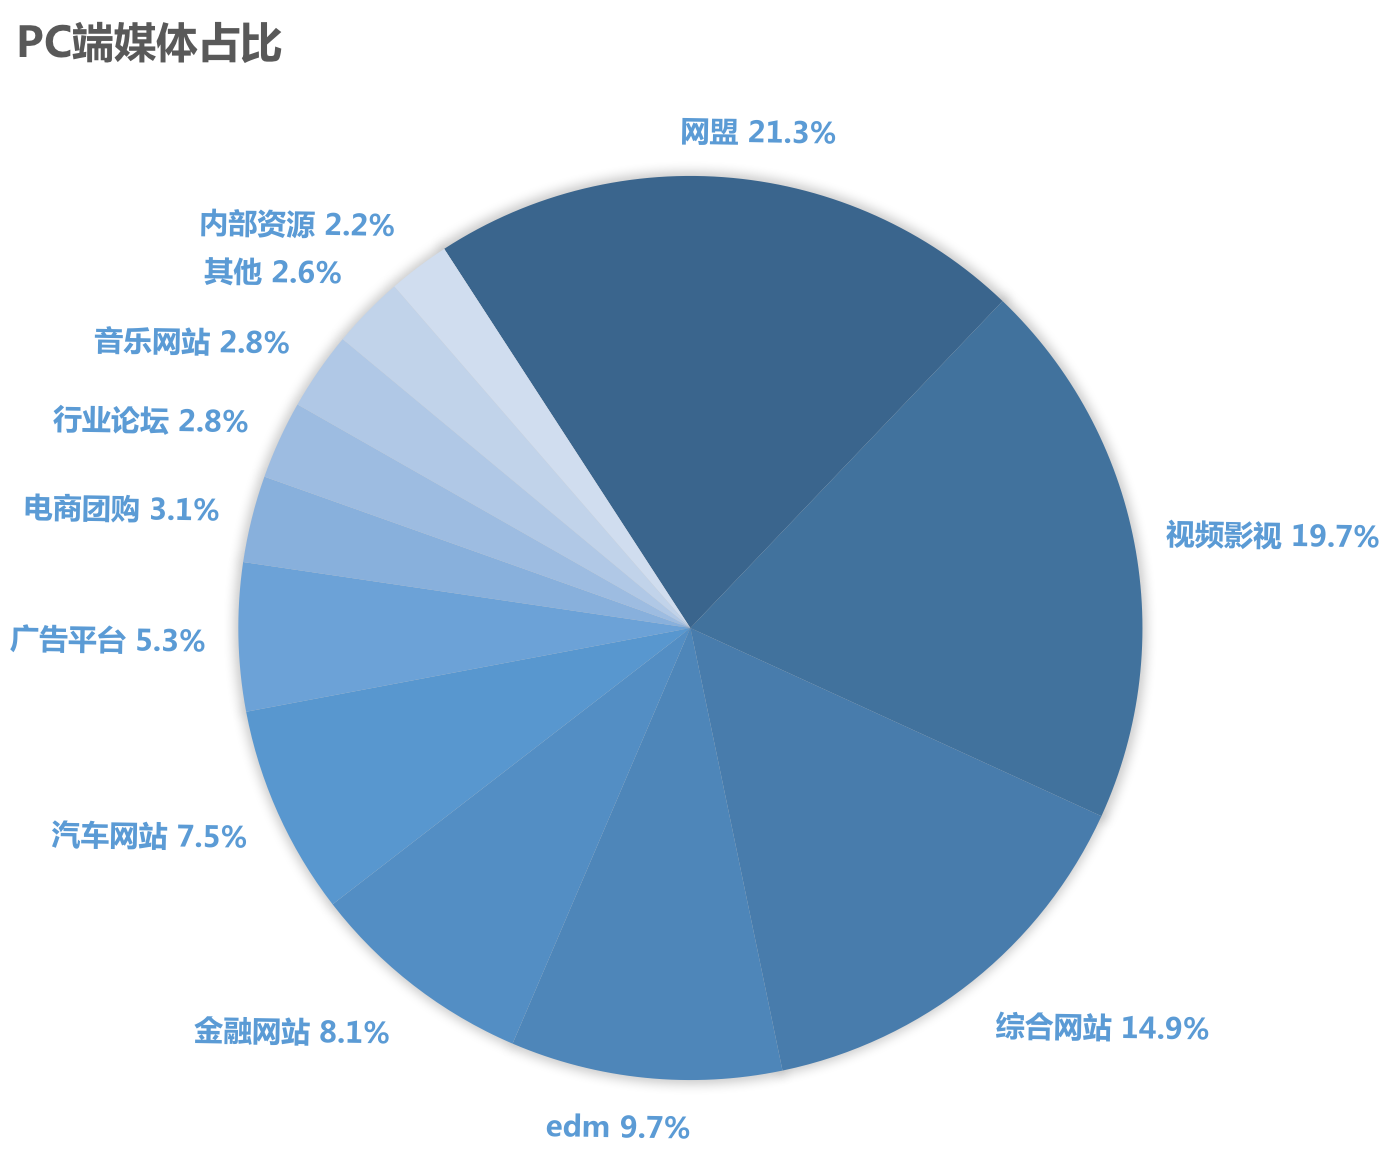 PC端媒体占比
网盟 21.3%
内部资源 2.2%
其他 2.6%
音乐网站 2.8%
行业论坛 2.8%
电商团购 3.1%
视频影视 19.7%
广告平台 5.3%
汽车网站 7.5%
综合网站 14.9%
金融网站 8.1%
edm 9.7%